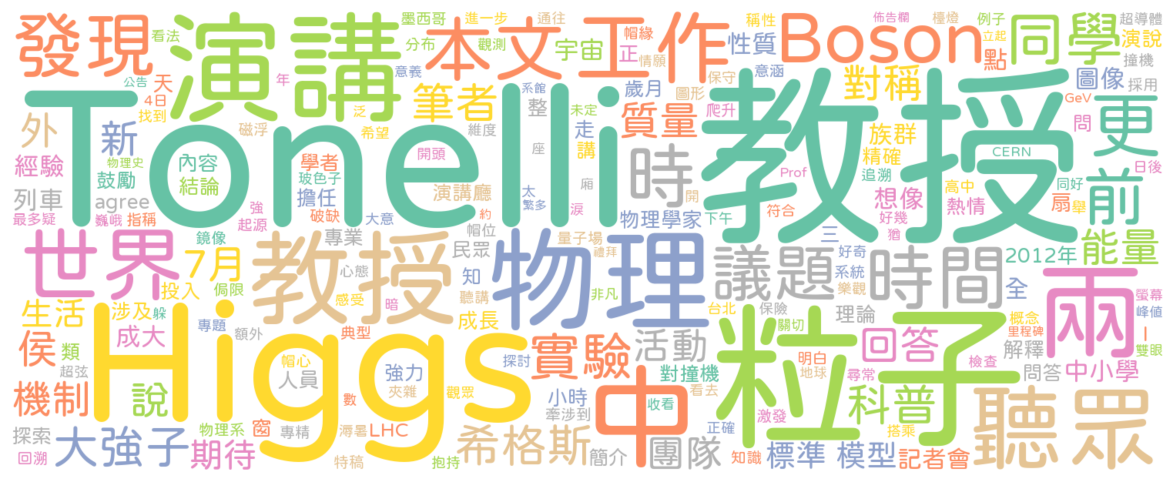 發現
演講
本文
工作
Boson
同學
Tonelli
教授
粒子
Higgs
物理
教授
世界
議題
時間
兩
聽眾
中
時
更
前
筆者
質量
對稱
性質
宇宙
點
圖像
演說
超導體
例子
立起
佈告欄
檯燈
撞機
採用
GeV
問
族群
精確
追溯
CERN
高中
同好
日後
想像
熱情
扇
舉
好幾
猶
2012年
能量
Prof
符合
開
下午
物理學家
爬升
保守
意涵
稱性
通往
帽緣
情願
圖形
歲月
正
進一步
觀測
墨西哥
分布
意義
看法
年
公告
天
4日
找到
泛
系館
希望
未定
整
維度
走
座
講
廂
太
繁多
淚
約
帽位
外
新
經驗
物理史
鼓勵
內容
結論
磁浮
玻色子
學者
開頭
列車
agree
擔任
演講廳
最多疑
巍峨
指稱
強
起源
破缺
大意
鏡像
專業
民眾
量子場
禮拜
7月
心態
知
三
好奇
系統
樂觀
全
概念
螢幕
峰值
里程碑
雙眼
解釋
明白
地球
尋常
檢查
問答
中小學
理論
保險
台北
關切
暗
感受
聽講
非凡
生活
涉及
投入
侷限
躲
成長
侯
類
超弦
成大
專題
額外
典型
帽心
人員
強力
夾雜
觀眾
探討
實驗
活動
回答
對撞機
看去
小時
牽涉到
收看
激發
正確
搭乘
科普
機制
說
數
LHC
物理系
窗
專精
溽暑
特稿
抱持
希格斯
簡介
團隊
知識
標準
模型
記者會
探索
回溯
大強子
期待